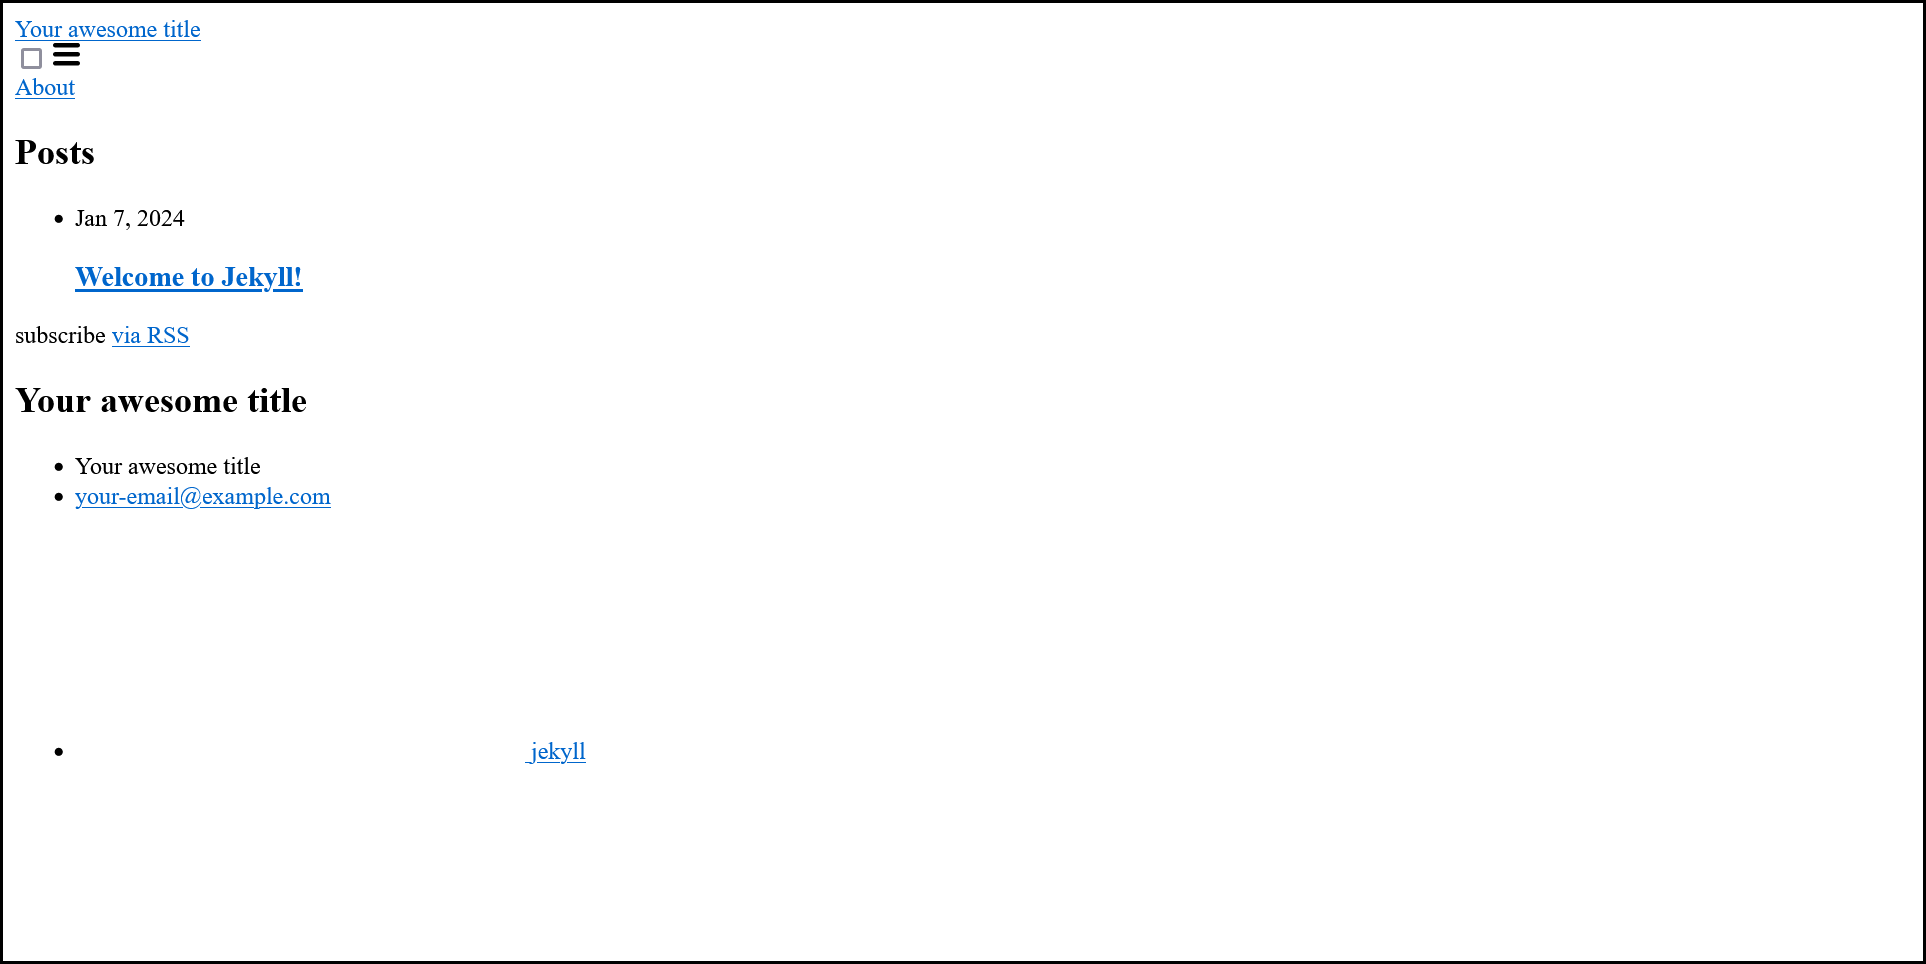 Your awesome title
About
Posts
Jan 7, 2024
Welcome to Jekyll!
subscribe via RSS
Your awesome title
Your awesome title
your-email@example.com
jekyll